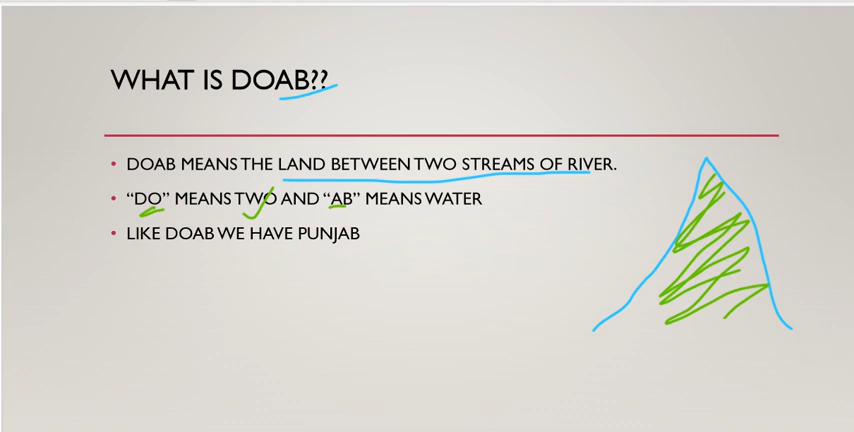 WHAT IS DOAB??
• DOAB MEANS THE LAND BETWEEN TWO STREAMS OF RIVER.
• “DO” MEANS TWO AND “AB” MEANS WATER
• LIKE DOAB WE HAVE PUNJAB